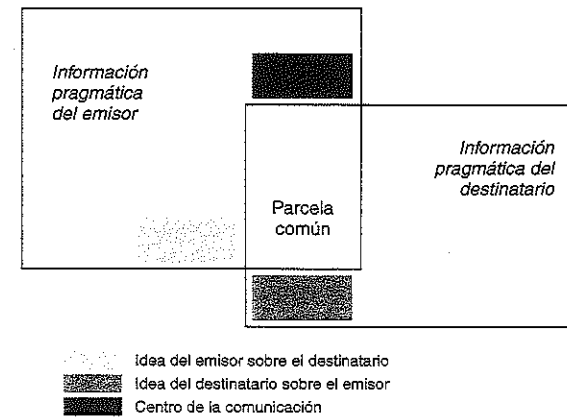 Información
pragmática
del emisor
Información
pragmática del
destinatario
Parcela
común
Idea del emisor sobre el destinatario
Idea del destinatario sobre el emisor
Centro de la comunicación